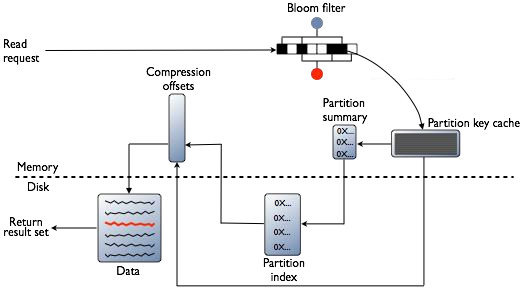 Bloom filter
Read
request
Compression
offsets
Partition
summary
0X...
0X...
0X...
Partition key cache
Memory
Disk
0X...
0X...
0X...
0X...
Return
result set
Data
Partition
index